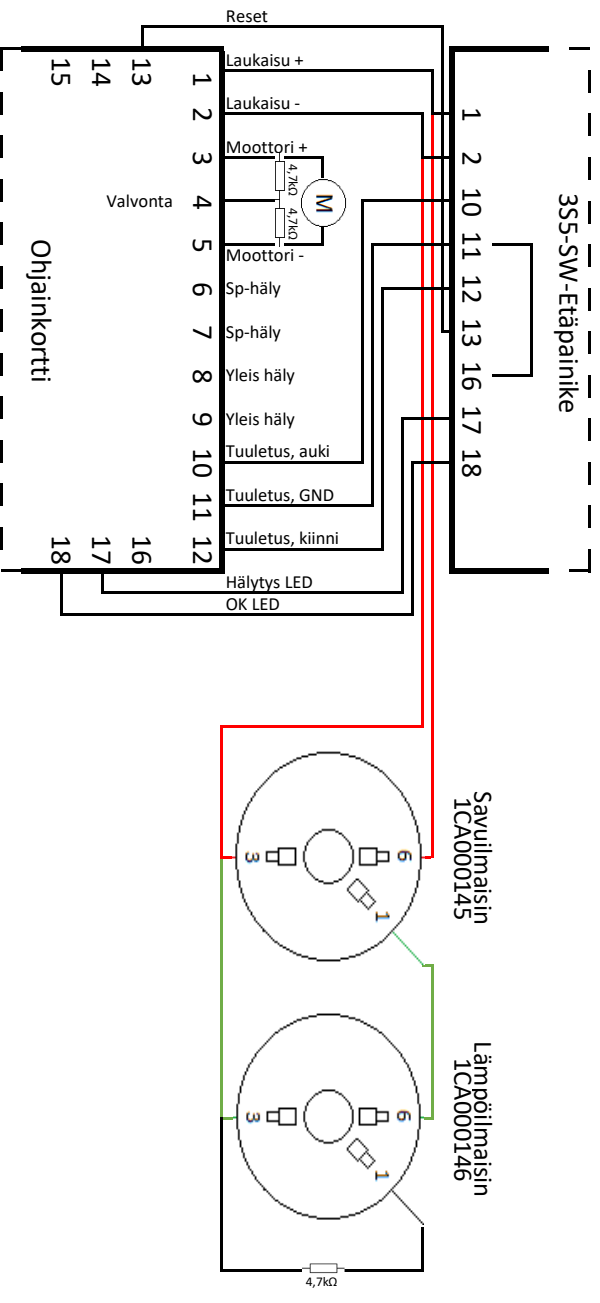 Reset
Laukaisu +
Laukaisu -
Moottori +
4,7kΩ
4,7kΩ
M
Valvonta
Moottori -
Sp-häly
Sp-häly
Yleis häly
Yleis häly
Tuuletus, auki
Tuuletus, GND
Tuuletus, kiinni
Hälytys LED
OK LED
Ohjainkortti
1
2
3
4
5
6
7
8
9
10
11
12
13
14
15
16
17
18
3S5-SW-Etäpainike
1
2
10
11
12
13
16
17
18
Savuilmaisin
1CA000145
6
3
1
Lämpöilmaisin
1CA000146
6
3
1
4,7kΩ